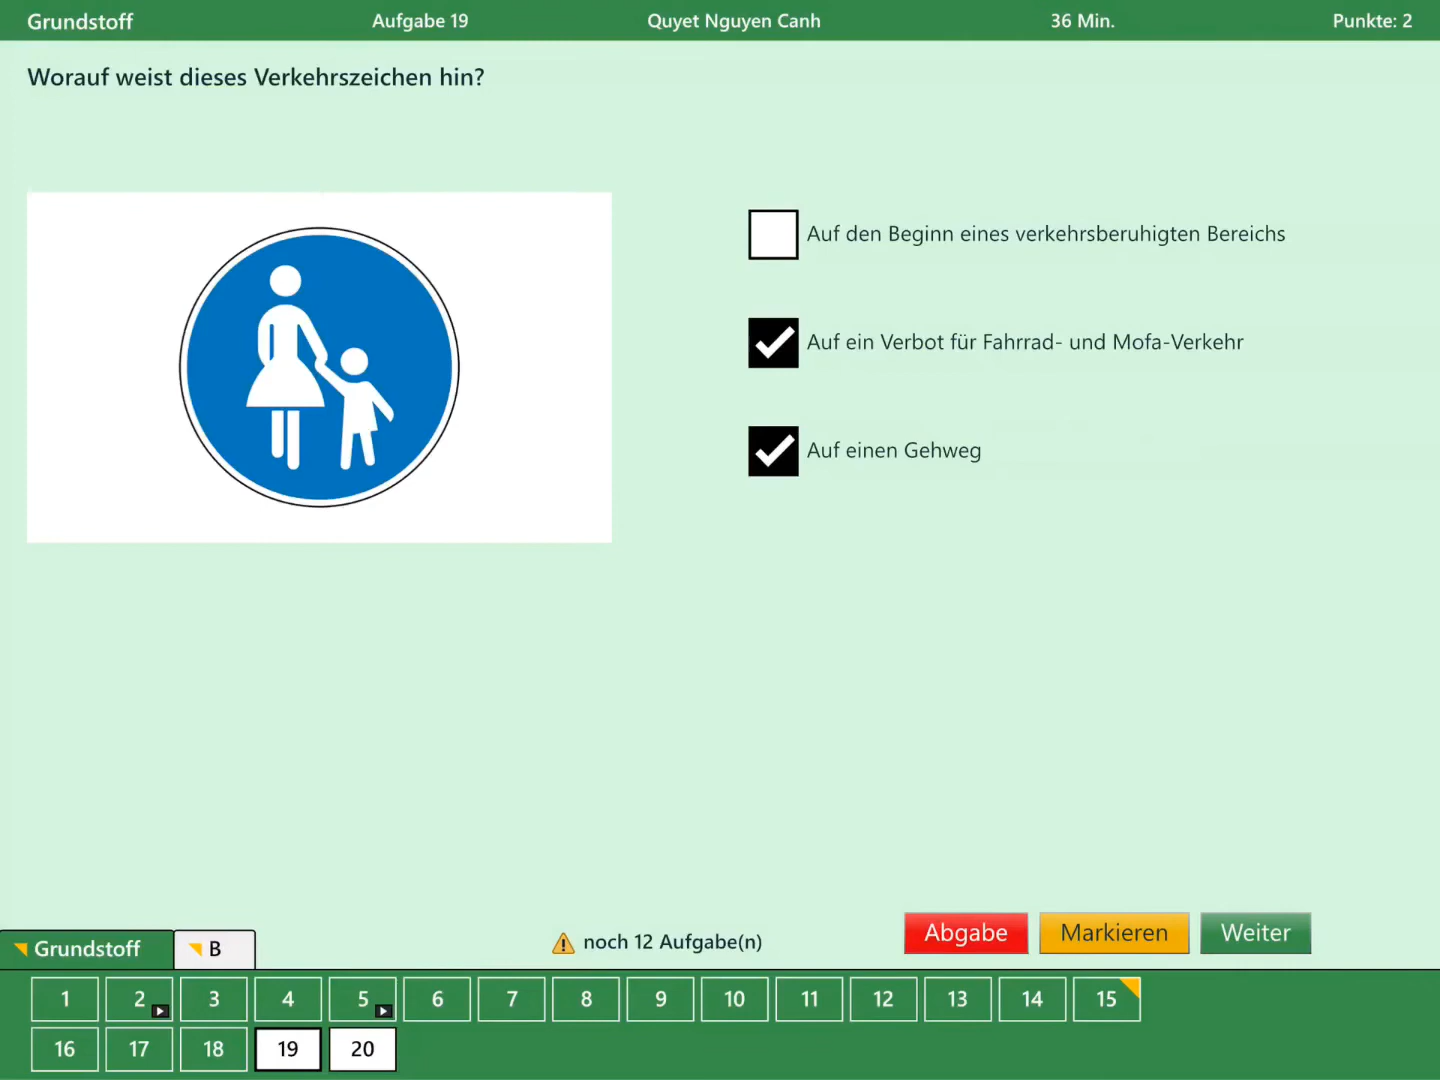 Grundstoff Aufgabe 19 Quyet Nguyen Canh 36 Min. Punkte: 2
Worauf weist dieses Verkehrszeichen hin?
Auf den Beginn eines verkehrsberuhigten Bereichs
Auf ein Verbot für Fahrrad- und Mofa-Verkehr
Auf einen Gehweg
Grundstoff B noch 12 Aufgabe(n) Abgabe Markieren Weiter
1 2 3 4 5 6 7 8 9 10 11 12 13 14 15
16 17 18 19 20